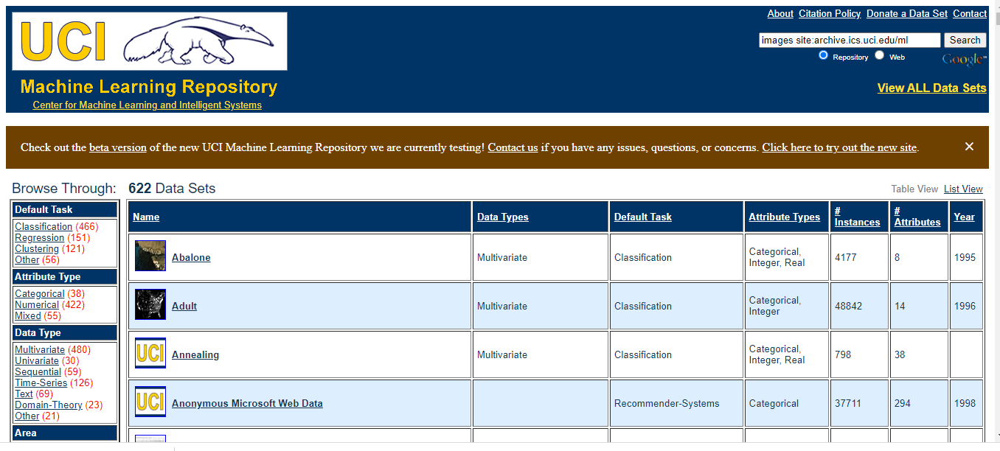 About Citation Policy Donate a Data Set Contact
UCI
images site:archive.ics.uci.edu/ml Search
Repository Web Google™
Machine Learning Repository
View ALL Data Sets
Center for Machine Learning and Intelligent Systems
Check out the beta version of the new UCI Machine Learning Repository we are currently testing! Contact us if you have any issues, questions, or concerns. Click here to try out the new site. ×
Browse Through:
Default Task
Classification (466)
Regression (151)
Clustering (121)
Other (56)
Attribute Type
Categorical (38)
Numerical (422)
Mixed (55)
Data Type
Multivariate (480)
Univariate (30)
Sequential (59)
Time-Series (126)
Text (69)
Domain-Theory (23)
Other (21)
Area
622 Data Sets
Table View List View
Name Data Types Default Task Attribute Types # Instances # Attributes Year
Abalone Multivariate Classification Categorical, Integer, Real 4177 8 1995
Adult Multivariate Classification Categorical, Integer 48842 14 1996
UCI Annealing Multivariate Classification Categorical, Integer, Real 798 38
UCI Anonymous Microsoft Web Data Recommender-Systems Categorical 37711 294 1998